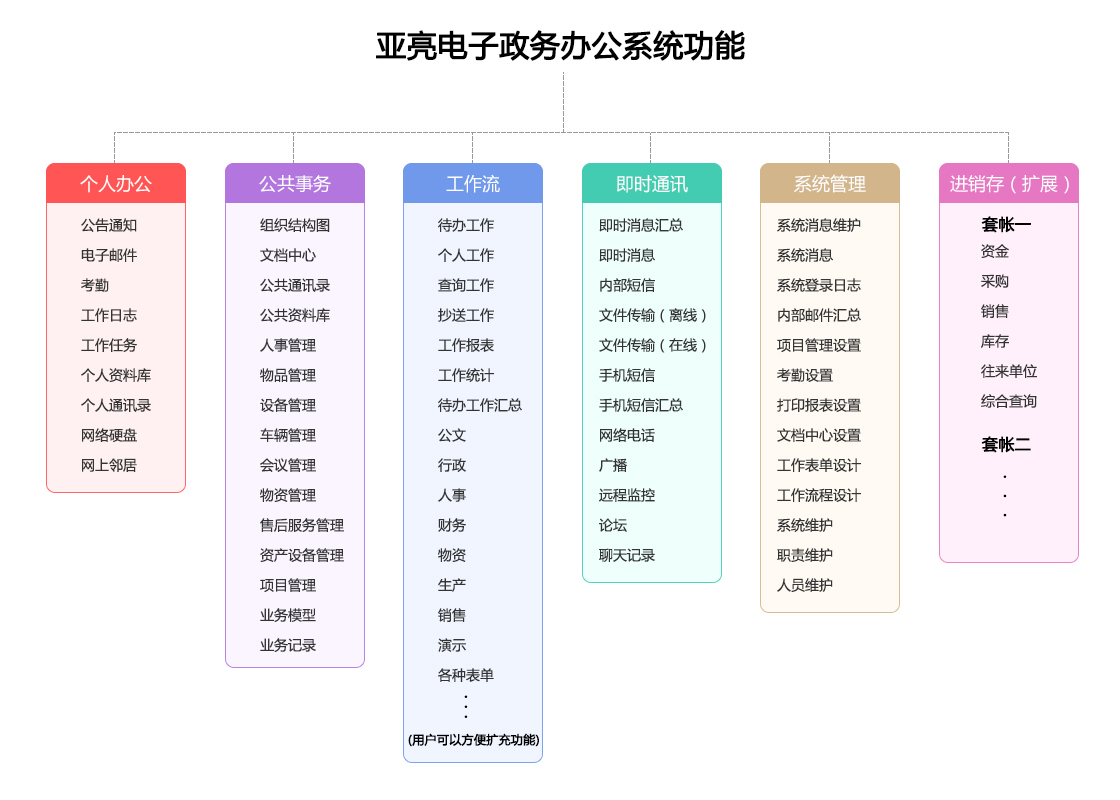 亚亮电子政务办公系统功能
个人办公
公告通知
电子邮件
考勤
工作日志
工作任务
个人资料库
个人通讯录
网络硬盘
网上邻居
公共事务
组织结构图
文档中心
公共通讯录
公共资料库
人事管理
物品管理
设备管理
车辆管理
会议管理
物资管理
售后服务管理
资产设备管理
项目管理
业务模型
业务记录
工作流
待办工作
个人工作
查询工作
抄送工作
工作报表
工作统计
待办工作汇总
公文
行政
人事
财务
物资
生产
销售
演示
各种表单
·
·
·
(用户可以方便扩充功能)
即时通讯
即时消息汇总
即时消息
内部短信
文件传输（离线）
文件传输（在线）
手机短信
手机短信汇总
网络电话
广播
远程监控
论坛
聊天记录
系统管理
系统消息维护
系统消息
系统登录日志
内部邮件汇总
项目管理设置
考勤设置
打印报表设置
文档中心设置
工作表单设计
工作流程设计
系统维护
职责维护
人员维护
进销存（扩展）
套帐一
资金
采购
销售
库存
往来单位
综合查询
套帐二
·
·
·